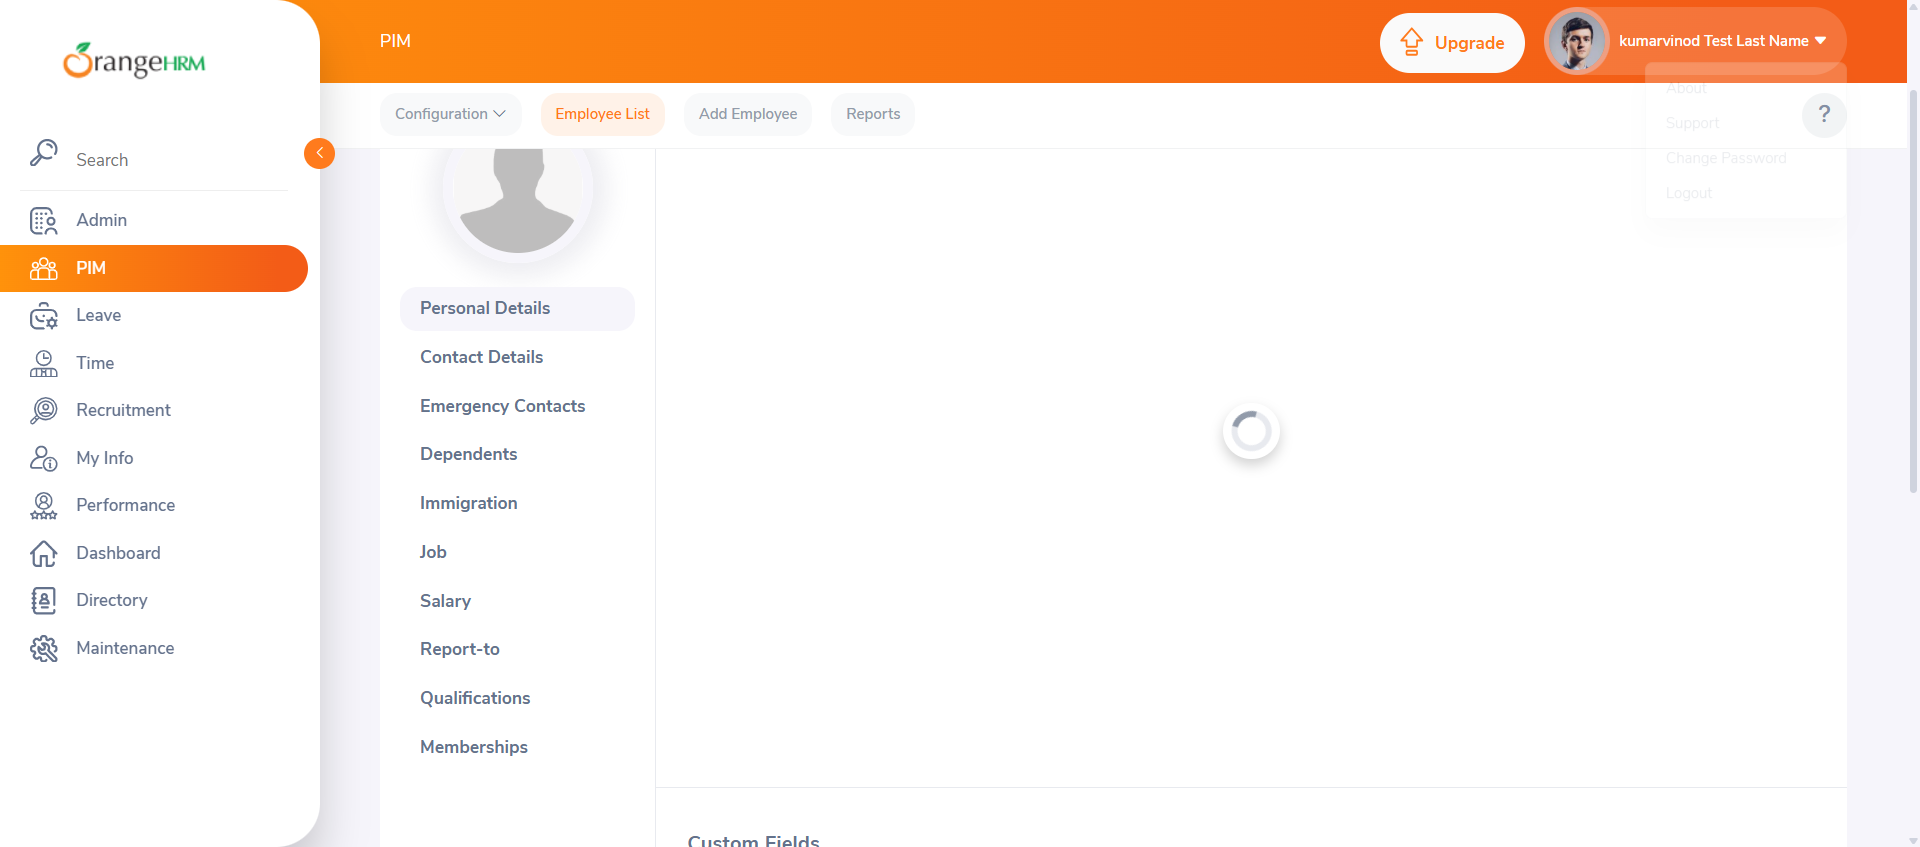 OrangeHRM
PIM
Upgrade
kumarvinod Test Last Name
About
Support
Change Password
Logout
?
Configuration
Employee List
Add Employee
Reports
Search
Admin
PIM
Leave
Time
Recruitment
My Info
Performance
Dashboard
Directory
Maintenance
Personal Details
Contact Details
Emergency Contacts
Dependents
Immigration
Job
Salary
Report-to
Qualifications
Memberships
Custom Fields